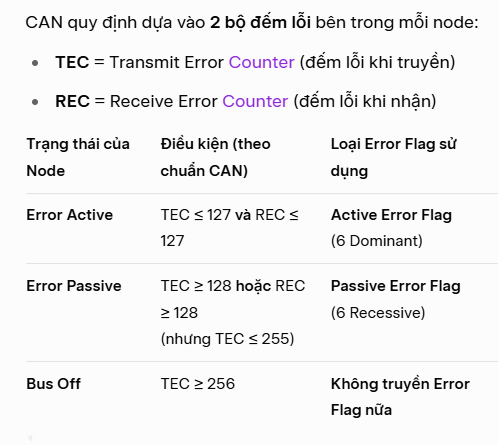 CAN quy định dựa vào 2 bộ đếm lỗi bên trong mỗi node:
• TEC = Transmit Error Counter (đếm lỗi khi truyền)
• REC = Receive Error Counter (đếm lỗi khi nhận)
Trạng thái của Node
Điều kiện (theo chuẩn CAN)
Loại Error Flag sử dụng
Error Active
TEC ≤ 127 và REC ≤ 127
Active Error Flag
(6 Dominant)
Error Passive
TEC ≥ 128 hoặc REC ≥ 128
(nhưng TEC ≤ 255)
Passive Error Flag
(6 Recessive)
Bus Off
TEC ≥ 256
Không truyền Error Flag nữa